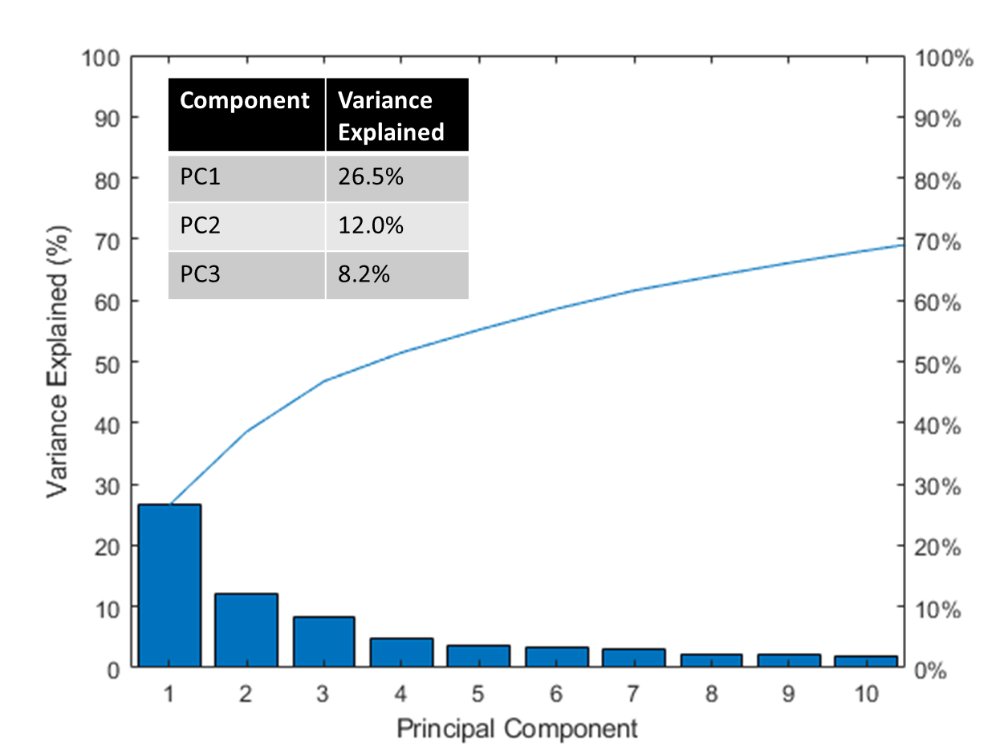 100
90
80
70
60
50
40
30
20
10
0
Variance Explained (%)
Component Variance
Explained
PC1 26.5%
PC2 12.0%
PC3 8.2%
100%
90%
80%
70%
60%
50%
40%
30%
20%
10%
0%
1 2 3 4 5 6 7 8 9 10
Principal Component